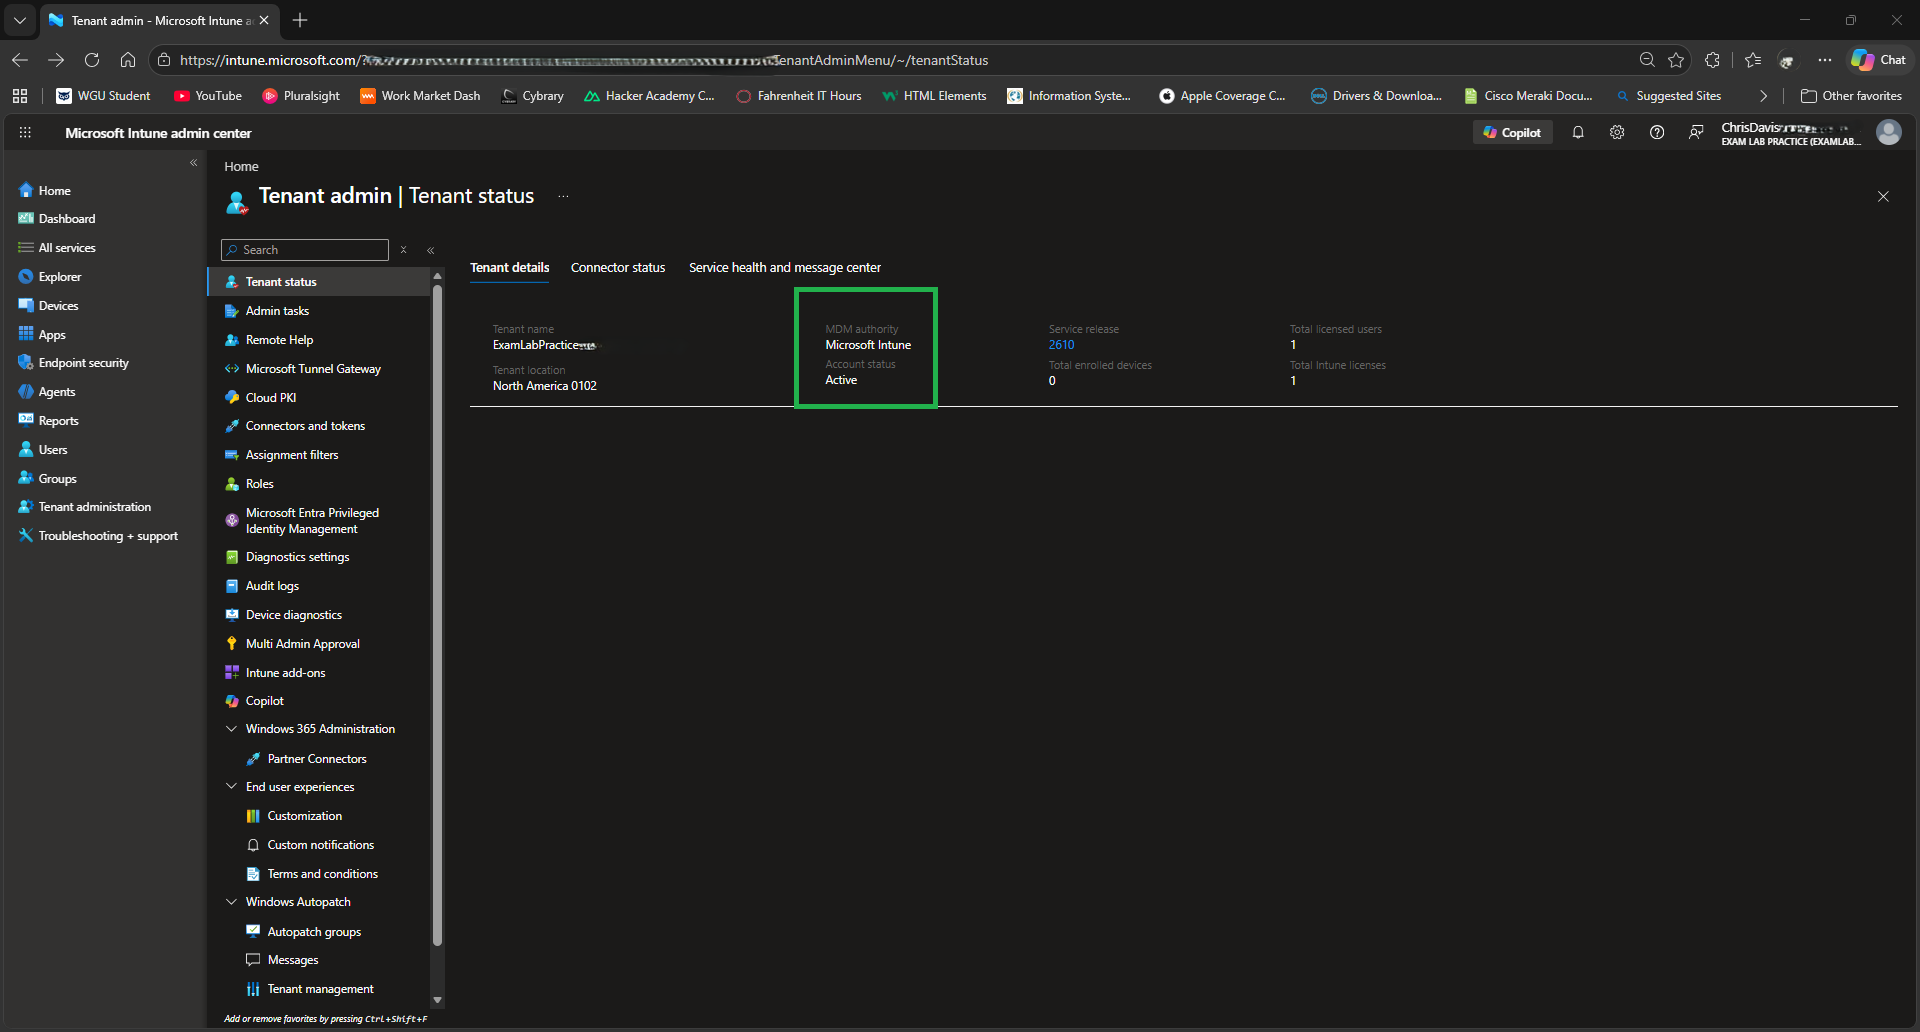 Tenant admin - Microsoft Intune a
https://intune.microsoft.com/? TenantAdminMenu/~/tenantStatus
Chat
WGU Student
YouTube
Pluralsight
Work Market Dash
Cybrary
Hacker Academy C...
Fahrenheit IT Hours
HTML Elements
Information Syste...
Apple Coverage C...
Drivers & Downloa...
Cisco Meraki Docu...
Suggested Sites
Other favorites
Microsoft Intune admin center
Copilot
ChrisDavis
EXAM LAB PRACTICE (EXAMLAB...
Home
Dashboard
All services
Explorer
Devices
Apps
Endpoint security
Agents
Reports
Users
Groups
Tenant administration
Troubleshooting + support
Home
Tenant admin | Tenant status
...
Search
Tenant status
Admin tasks
Remote Help
Microsoft Tunnel Gateway
Cloud PKI
Connectors and tokens
Assignment filters
Roles
Microsoft Entra Privileged
Identity Management
Diagnostics settings
Audit logs
Device diagnostics
Multi Admin Approval
Intune add-ons
Copilot
Windows 365 Administration
Partner Connectors
End user experiences
Customization
Custom notifications
Terms and conditions
Windows Autopatch
Autopatch groups
Messages
Tenant management
Add or remove favorites by pressing Ctrl+Shift+F
Tenant details
Connector status
Service health and message center
Tenant name
ExamLabPractice
Tenant location
North America 0102
MDM authority
Microsoft Intune
Account status
Active
Service release
2610
Total enrolled devices
0
Total licensed users
1
Total Intune licenses
1